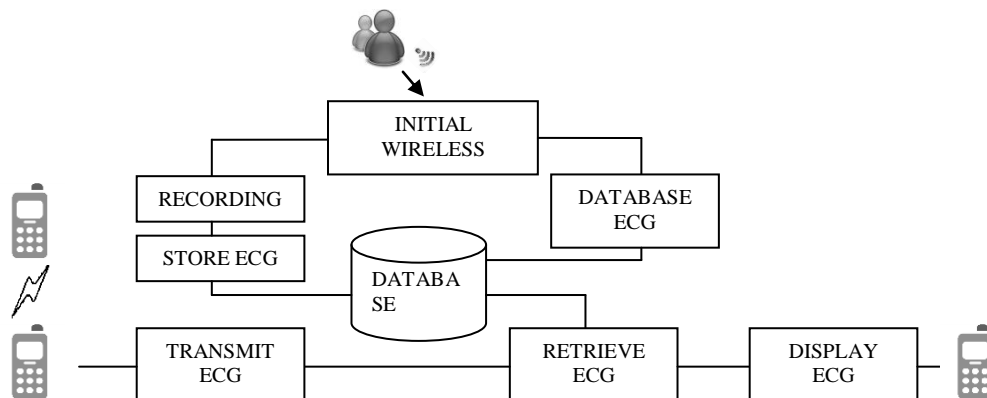 INITIAL
WIRELESS
RECORDING
DATABASE
ECG
STORE ECG
DATABA
SE
TRANSMIT
ECG
RETRIEVE
ECG
DISPLAY
ECG